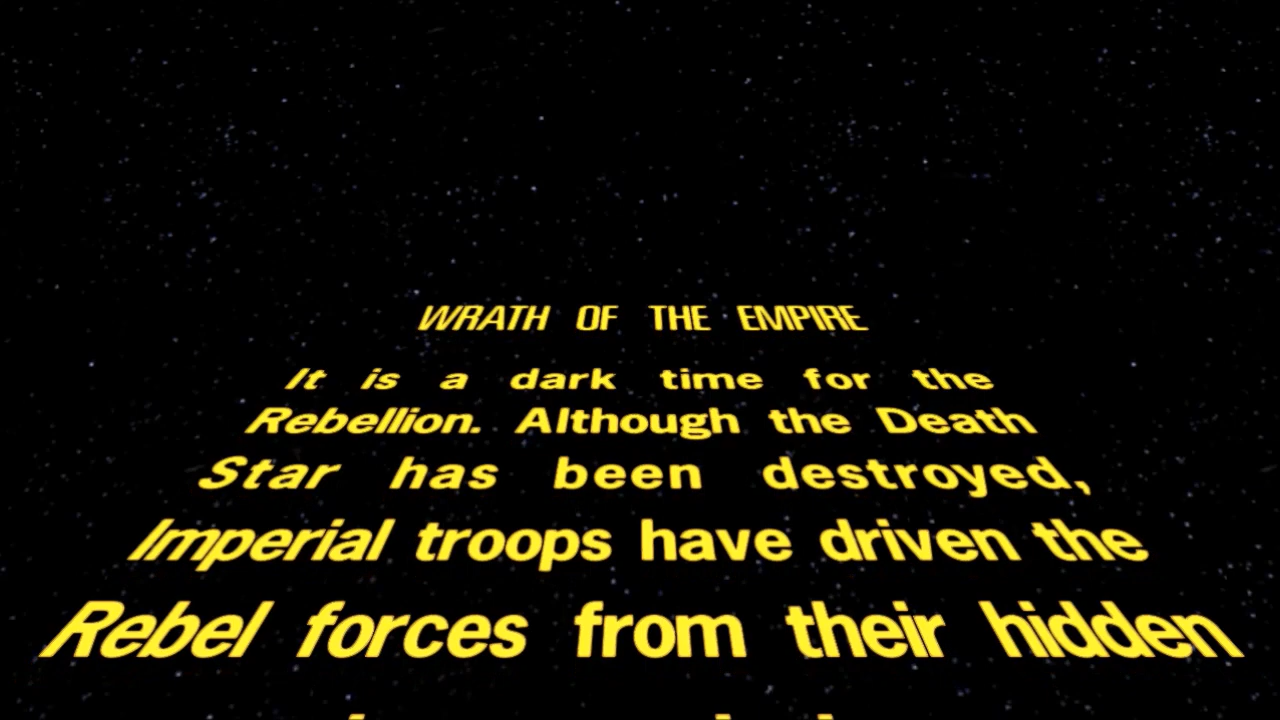 WRATH OF THE EMPIRE
It is a dark time for the
Rebellion. Although the Death
Star has been destroyed,
Imperial troops have driven the
Rebel forces from their hidden